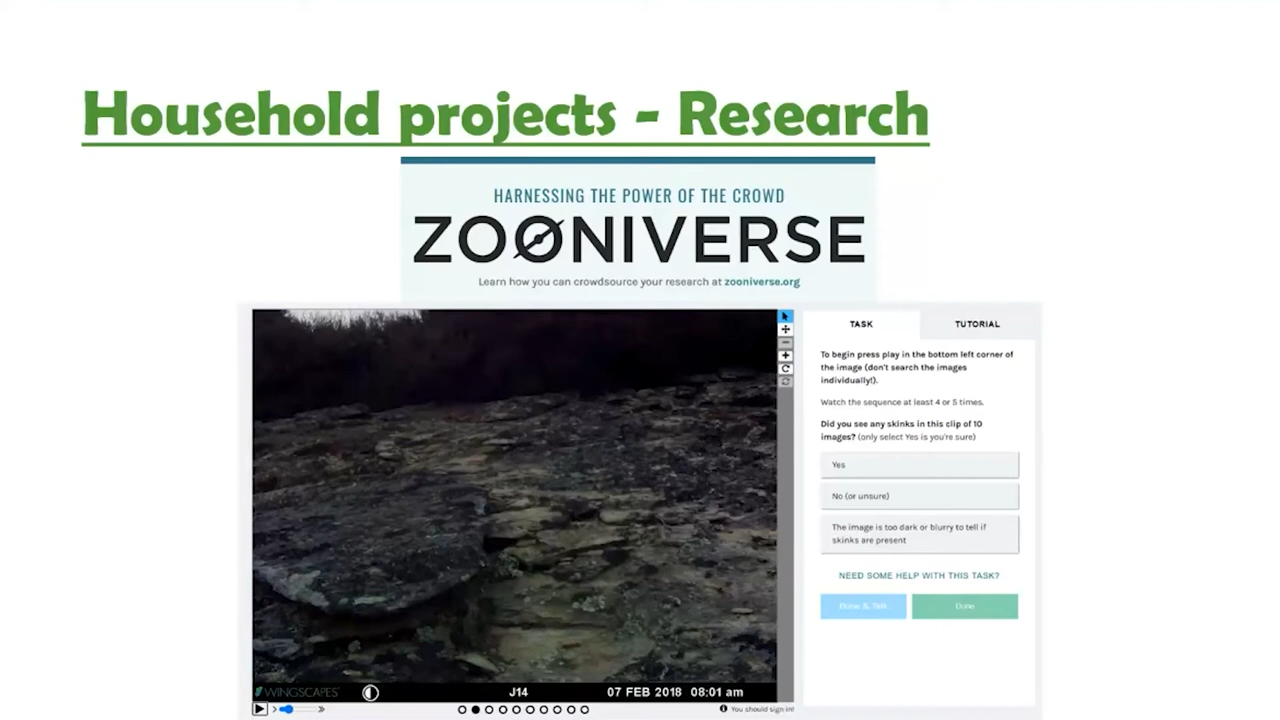 Household projects - Research
HARNESSING THE POWER OF THE CROWD
ZOONIVERSE
Learn how you can crowdsource your research at zooniverse.org
TASK
TUTORIAL
To begin press play in the bottom left corner of
the image (don't search the images
individually!).
Watch the sequence at least 4 or 5 times.
Did you see any skinks in this clip of 10
images? (only select Yes is you're sure)
Yes
No (or unsure)
The image is too dark or blurry to tell if
skinks are present
NEED SOME HELP WITH THIS TASK?
Done & Talk
Done
WINGSCAPES
J14
07 FEB 2018 08:01 am
You should sign in!